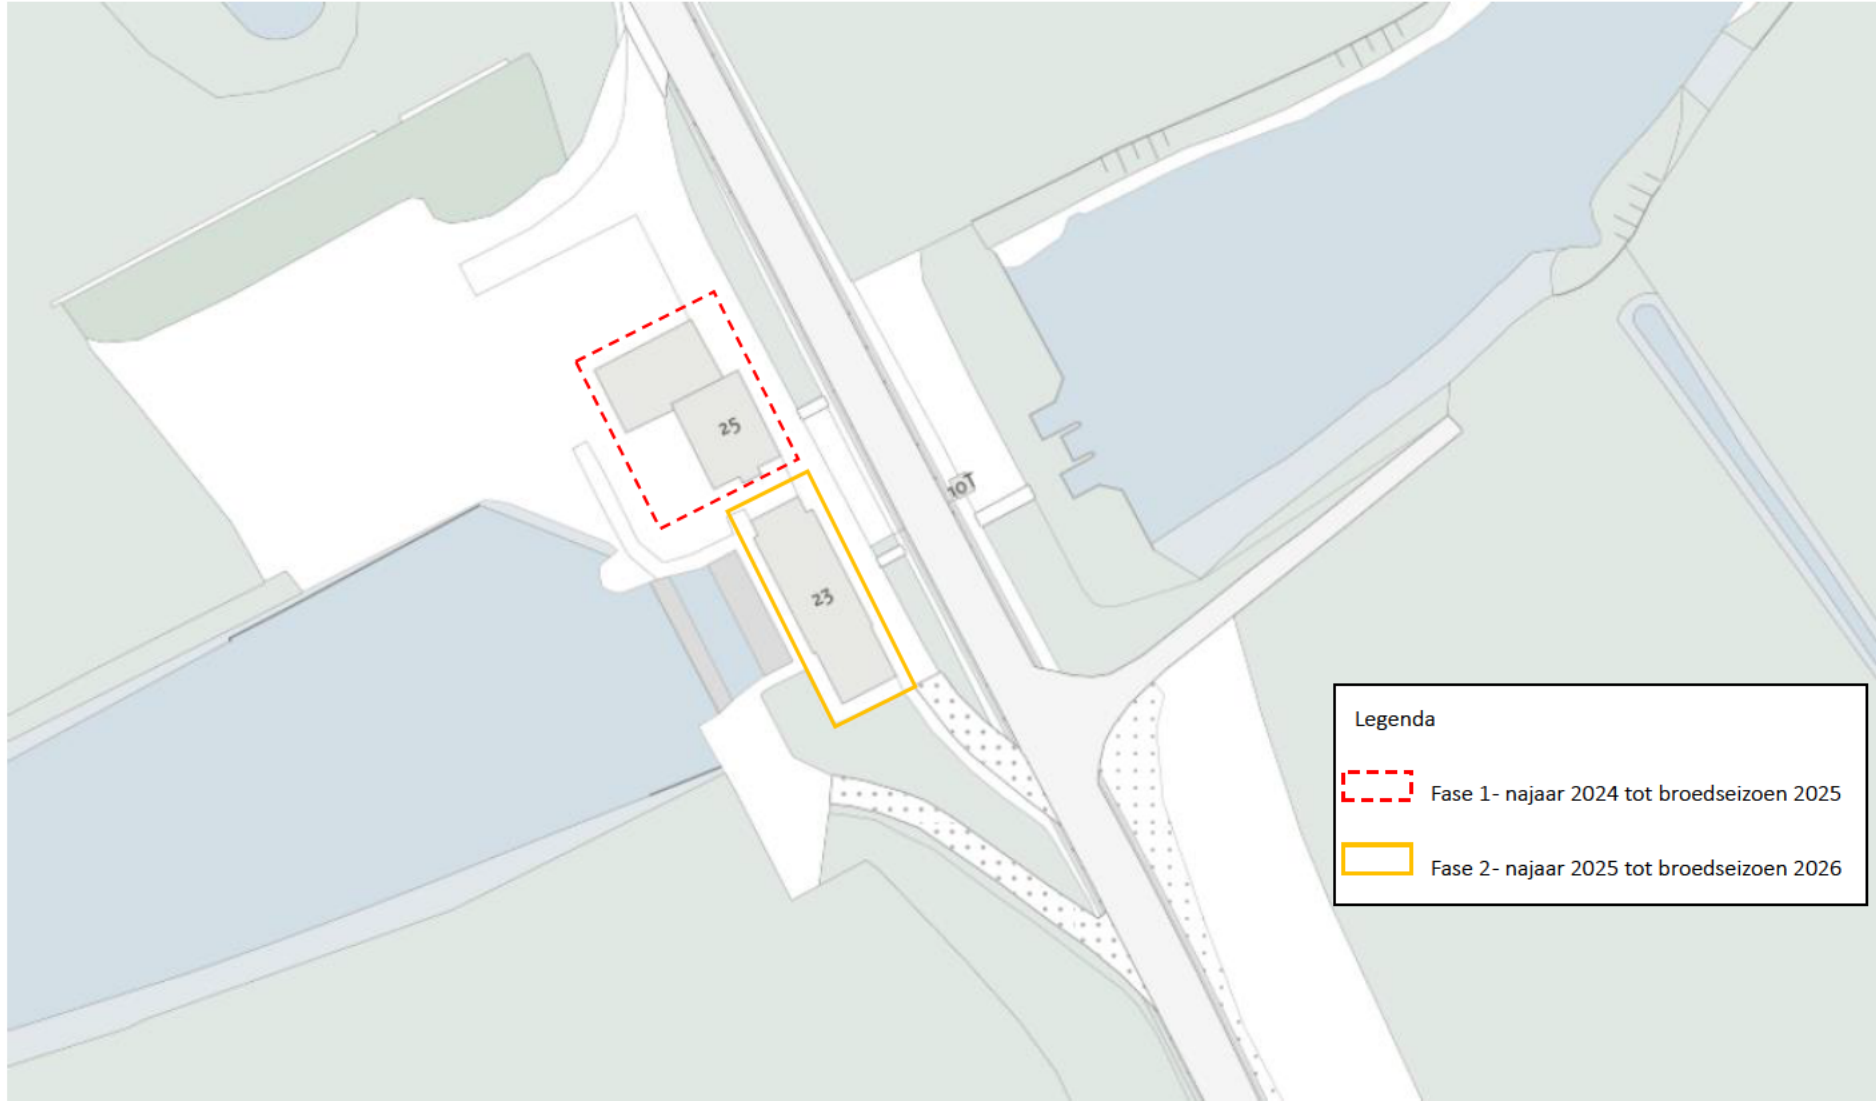 25
10T
23
Legenda
Fase 1- najaar 2024 tot broedseizoen 2025
Fase 2- najaar 2025 tot broedseizoen 2026